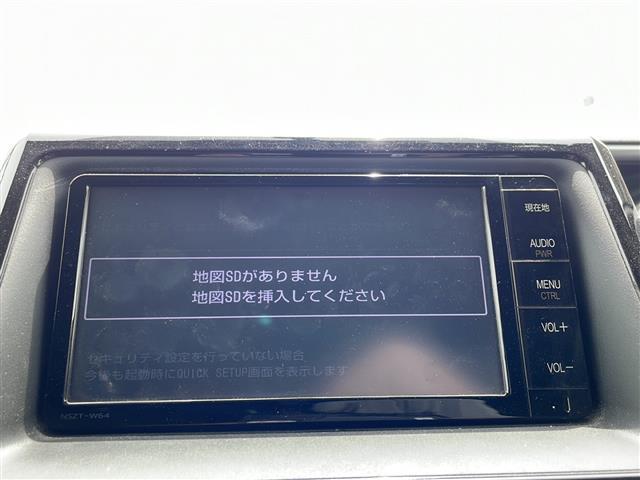 現在地
AUDIO
PWR
地図SDがありません
地図SDを挿入してください
MENU
CTRL
VOL+
セキュリティ設定を行っていない場合
今後も起動時にQUICK SETUP画面を表示します
VOL-
NSZT-W64